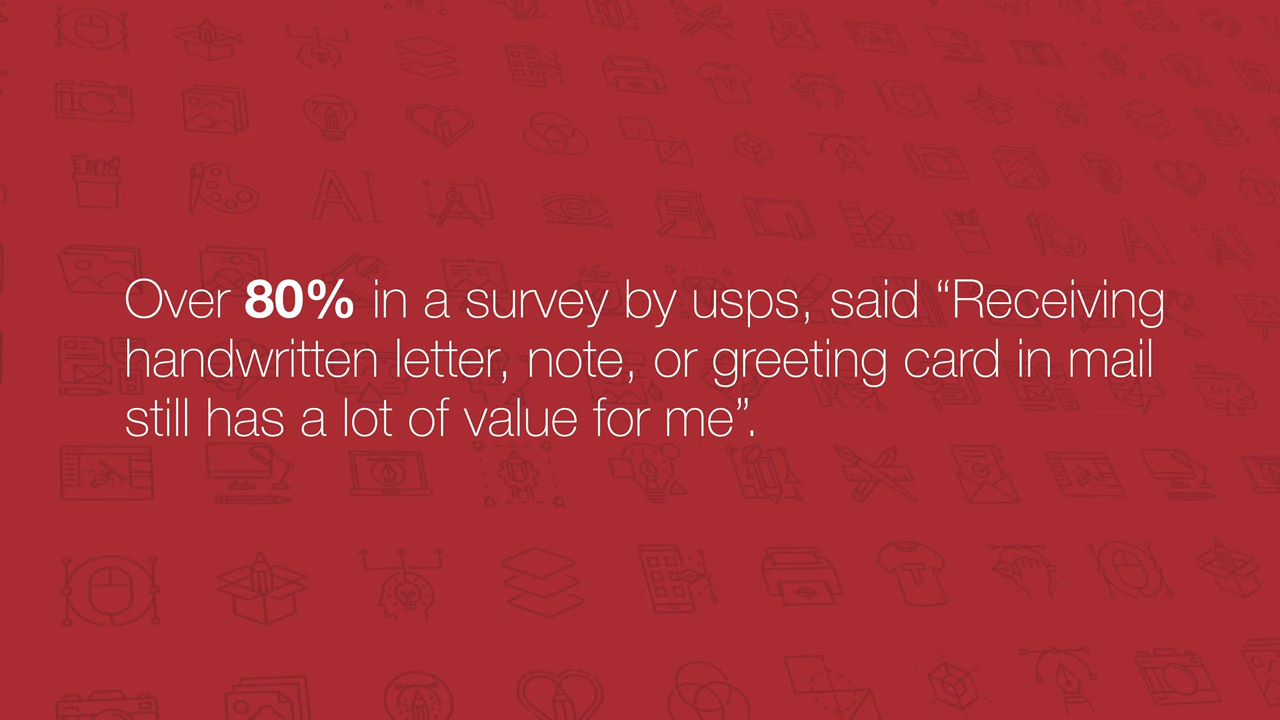 Over 80% in a survey by usps, said “Receiving
handwritten letter, note, or greeting card in mail
still has a lot of value for me”.